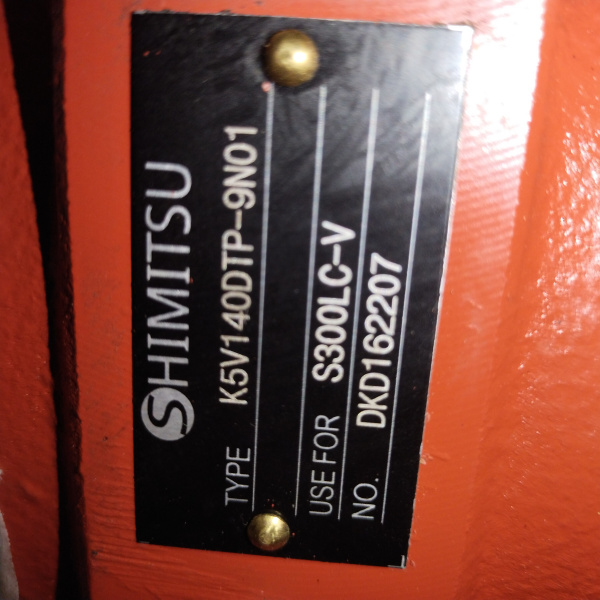 SHIMITSU
TYPE K5V140DTP-9N01
USE FOR S300LC-V
NO. DKD162207